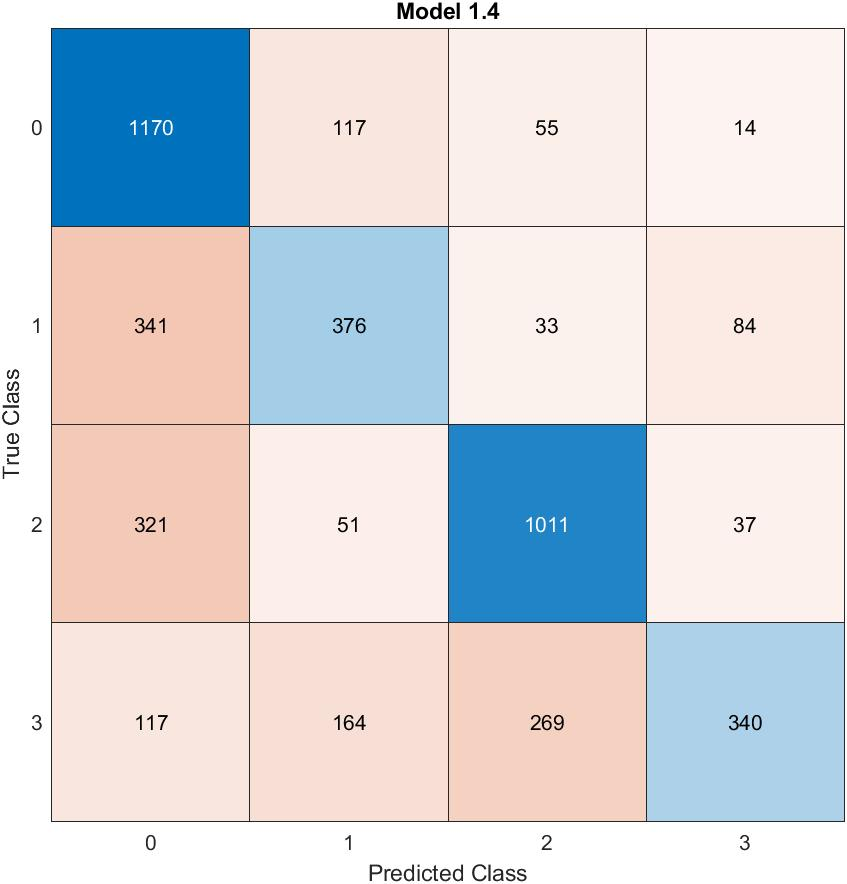 Model 1.4
0 1170 117 55 14
1 341 376 33 84
2 321 51 1011 37
3 117 164 269 340
0 1 2 3
True Class
Predicted Class